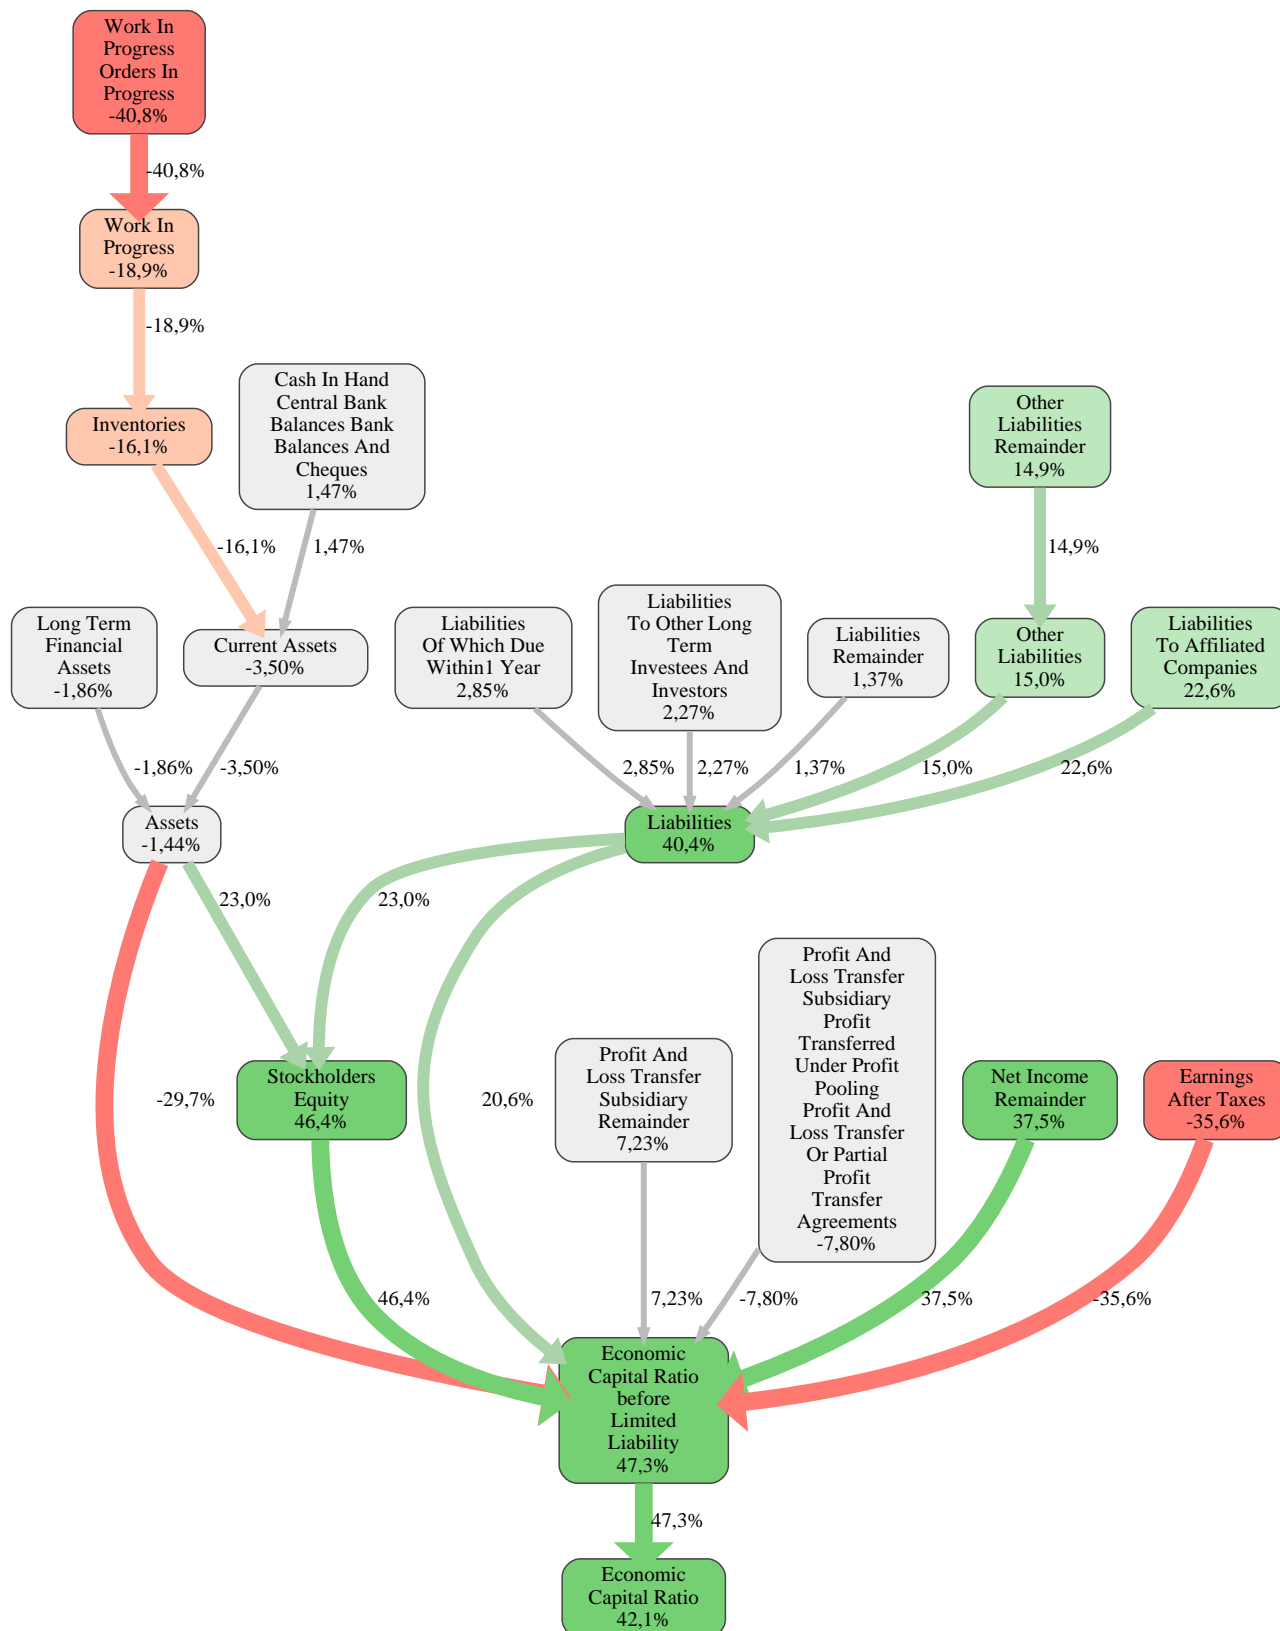 Work In
Progress
Orders In
Progress
-40,8%
-40,8%
Work In
Progress
-18,9%
-18,9%
Cash In Hand
Central Bank
Balances Bank
Balances And
Cheques
1,47%
Other
Liabilities
Remainder
14,9%
Inventories
-16,1%
-16,1%
1,47%
14,9%
Long Term
Financial
Assets
-1,86%
Current Assets
-3,50%
Liabilities
Of Which Due
Within1 Year
2,85%
Liabilities
To Other Long
Term
Investees And
Investors
2,27%
Liabilities
Remainder
1,37%
Other
Liabilities
15,0%
Liabilities
To Affiliated
Companies
22,6%
-1,86%
-3,50%
2,85%
2,27%
1,37%
15,0%
22,6%
Assets
-1,44%
Liabilities
40,4%
23,0%
23,0%
Profit And
Loss Transfer
Subsidiary
Profit
Transferred
Under Profit
Pooling
Profit And
Loss Transfer
Or Partial
Profit
Transfer
Agreements
-7,80%
Stockholders
Equity
46,4%
Profit And
Loss Transfer
Subsidiary
Remainder
7,23%
Net Income
Remainder
37,5%
Earnings
After Taxes
-35,6%
-29,7%
20,6%
46,4%
7,23%
-7,80%
37,5%
-35,6%
Economic
Capital Ratio
before
Limited
Liability
47,3%
47,3%
Economic
Capital Ratio
42,1%